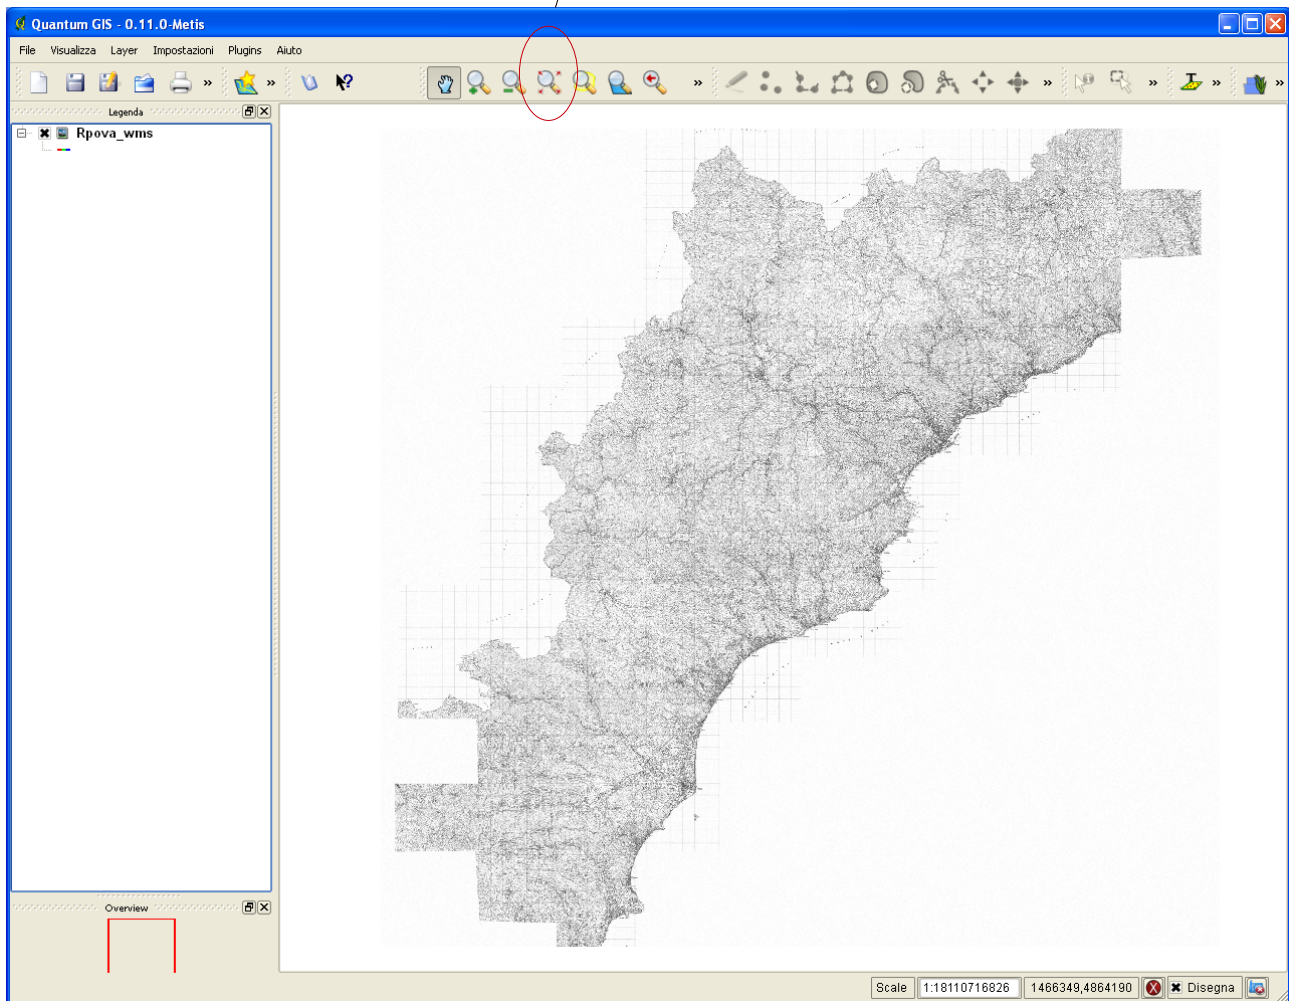 Quantum GIS - 0.11.0-Metis
File Visualizza Layer Impostazioni Plugins Aiuto
Legenda
Rpova_wms
Overview
Scale 1:18110716826 1466349,4864190 Disegna